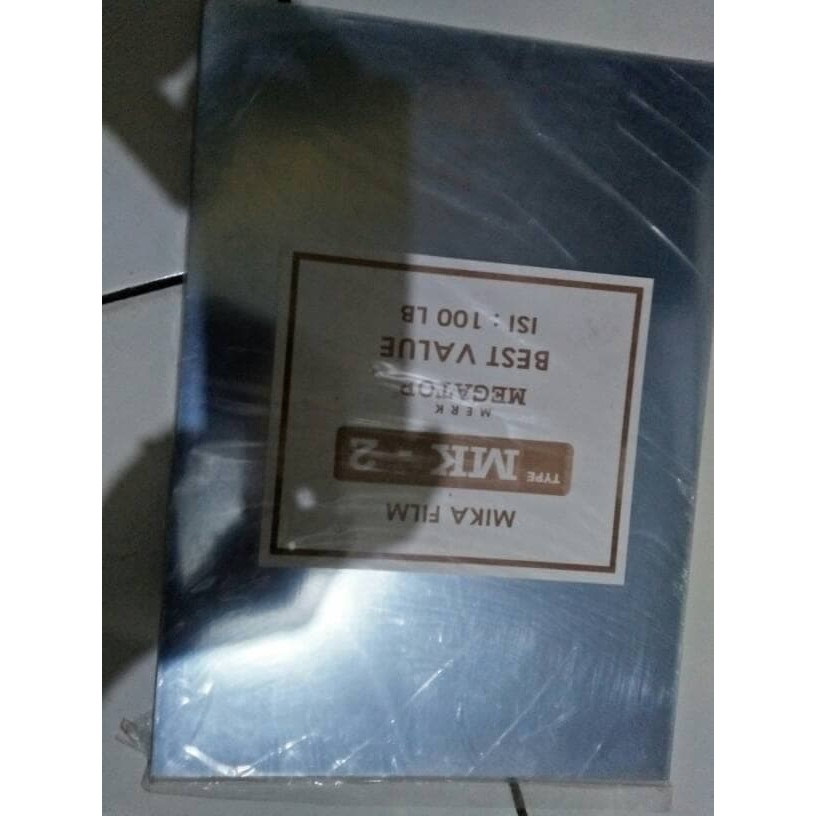 MIKA FILM
TYPE MK - 2
MERK
MEGATOP
BEST VALUE
ISI : 100 LB